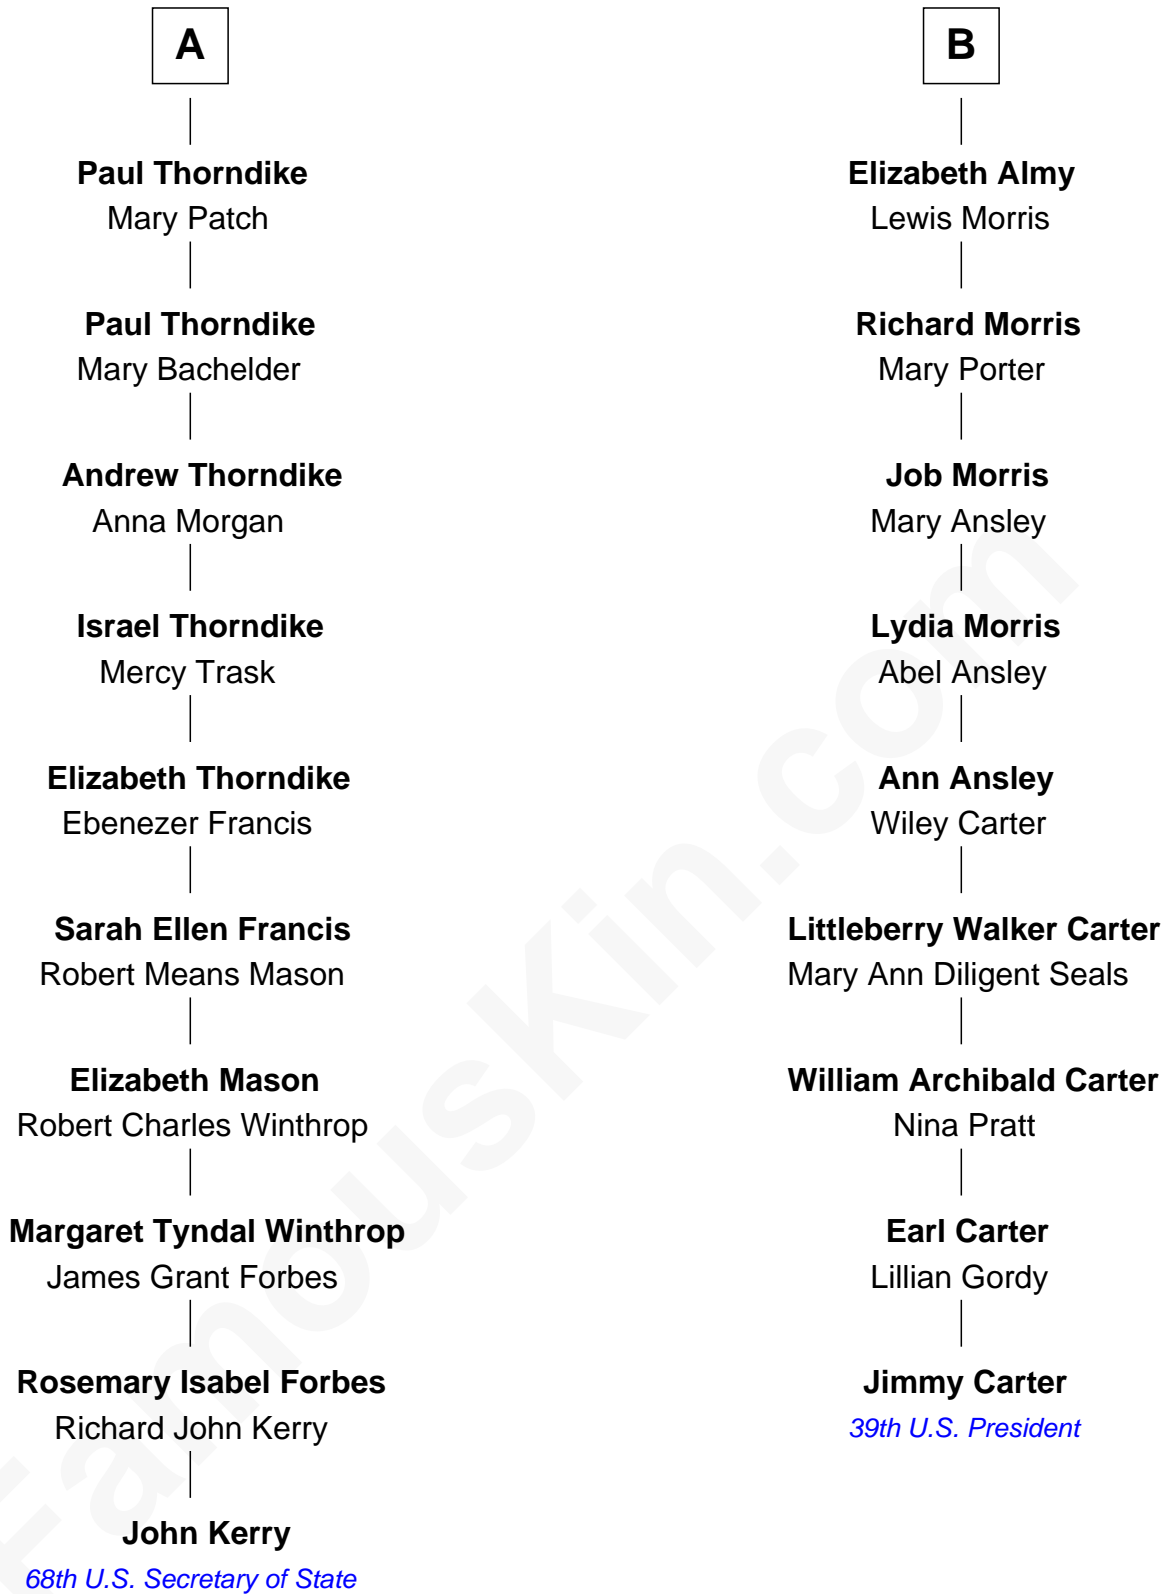 A
Paul Thorndike
Mary Patch
Paul Thorndike
Mary Bachelder
Andrew Thorndike
Anna Morgan
Israel Thorndike
Mercy Trask
Elizabeth Thorndike
Ebenezer Francis
Sarah Ellen Francis
Robert Means Mason
Elizabeth Mason
Robert Charles Winthrop
Margaret Tyndal Winthrop
James Grant Forbes
Rosemary Isabel Forbes
Richard John Kerry
John Kerry
68th U.S. Secretary of State
B
Elizabeth Almy
Lewis Morris
Richard Morris
Mary Porter
Job Morris
Mary Ansley
Lydia Morris
Abel Ansley
Ann Ansley
Wiley Carter
Littleberry Walker Carter
Mary Ann Diligent Seals
William Archibald Carter
Nina Pratt
Earl Carter
Lillian Gordy
Jimmy Carter
39th U.S. President
FamousKin.com